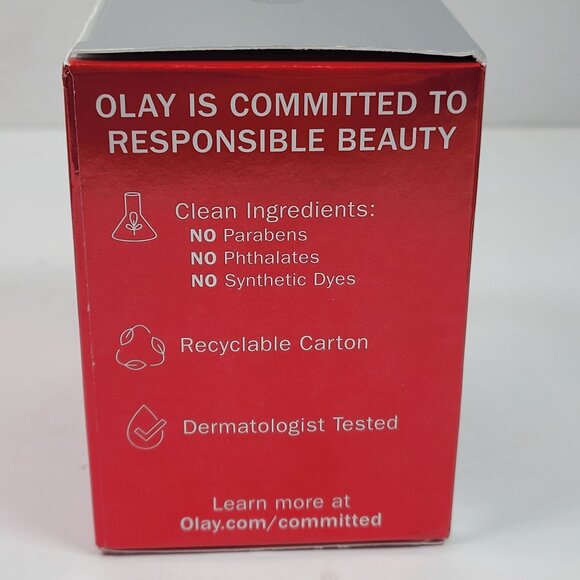 OLAY IS COMMITTED TO
RESPONSIBLE BEAUTY
Clean Ingredients:
NO Parabens
NO Phthalates
NO Synthetic Dyes
Recyclable Carton
Dermatologist Tested
Learn more at
Olay.com/committed